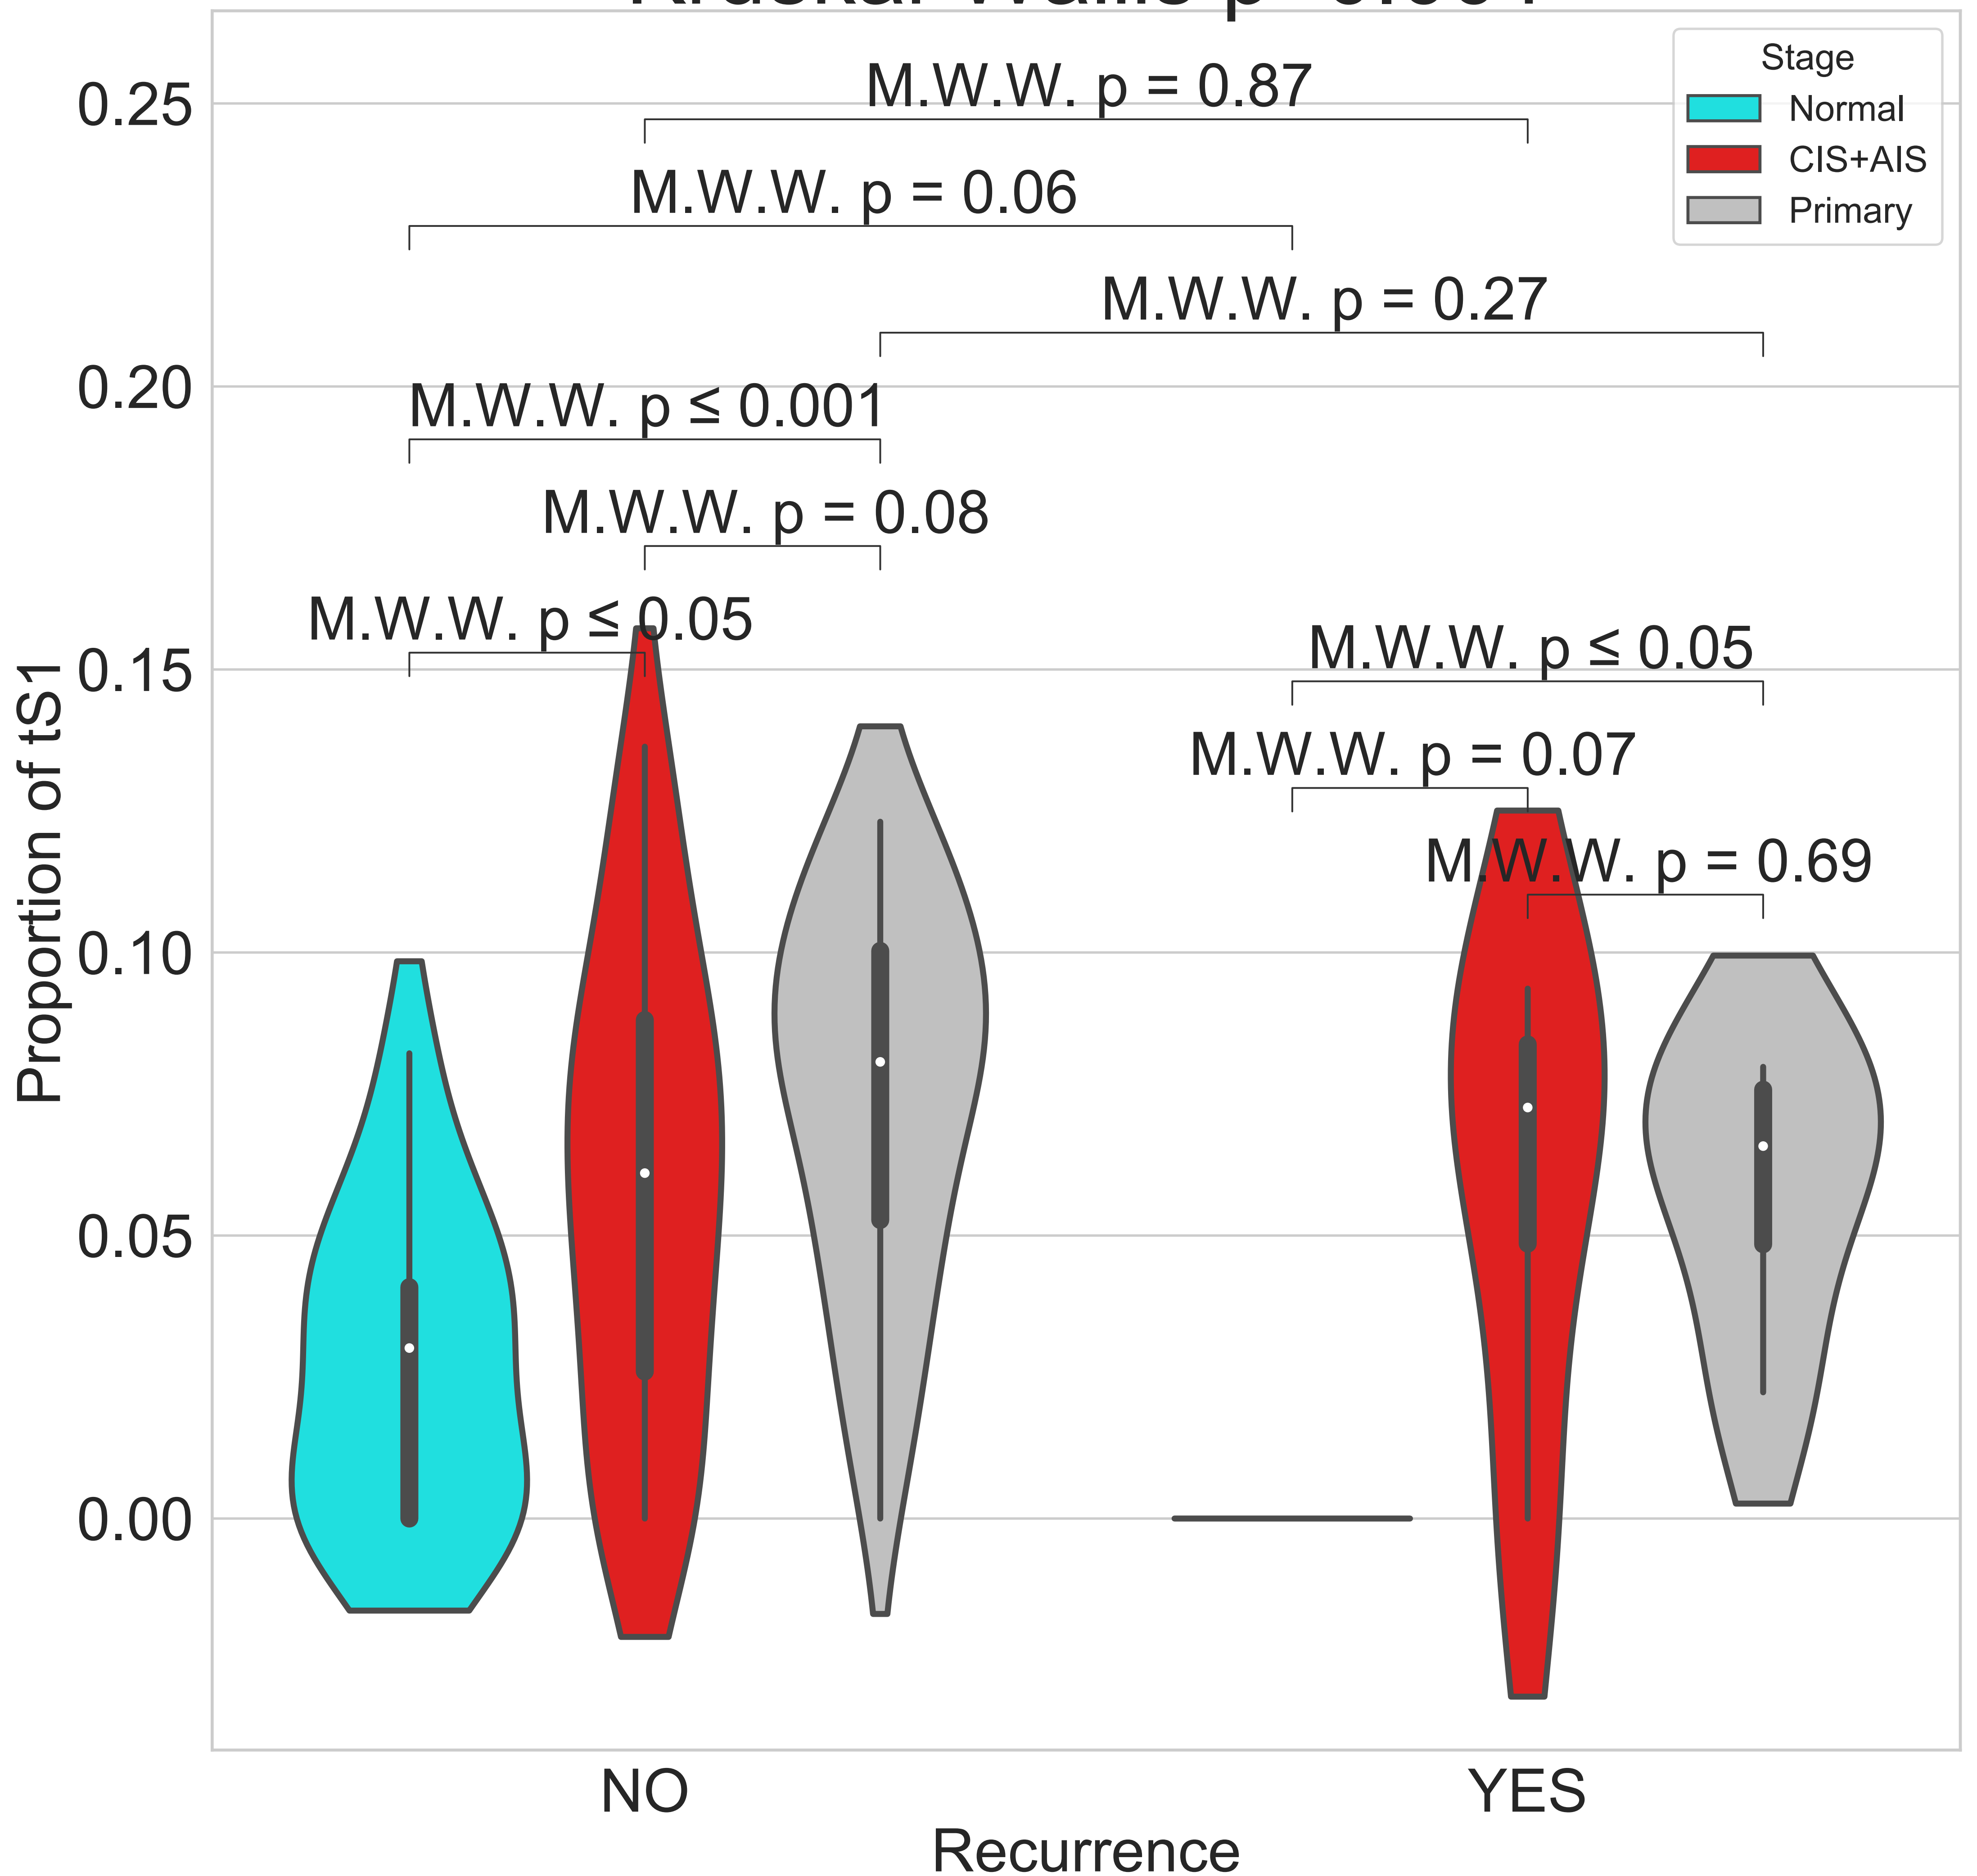 Stage
Normal
CIS+AIS
Primary
M.W.W. p = 0.87
M.W.W. p = 0.06
M.W.W. p = 0.27
M.W.W. p ≤ 0.001
M.W.W. p = 0.08
M.W.W. p ≤ 0.05
M.W.W. p ≤ 0.05
M.W.W. p = 0.07
M.W.W. p = 0.69
Proportion of tS1
0.25
0.20
0.15
0.10
0.05
0.00
NO
YES
Recurrence